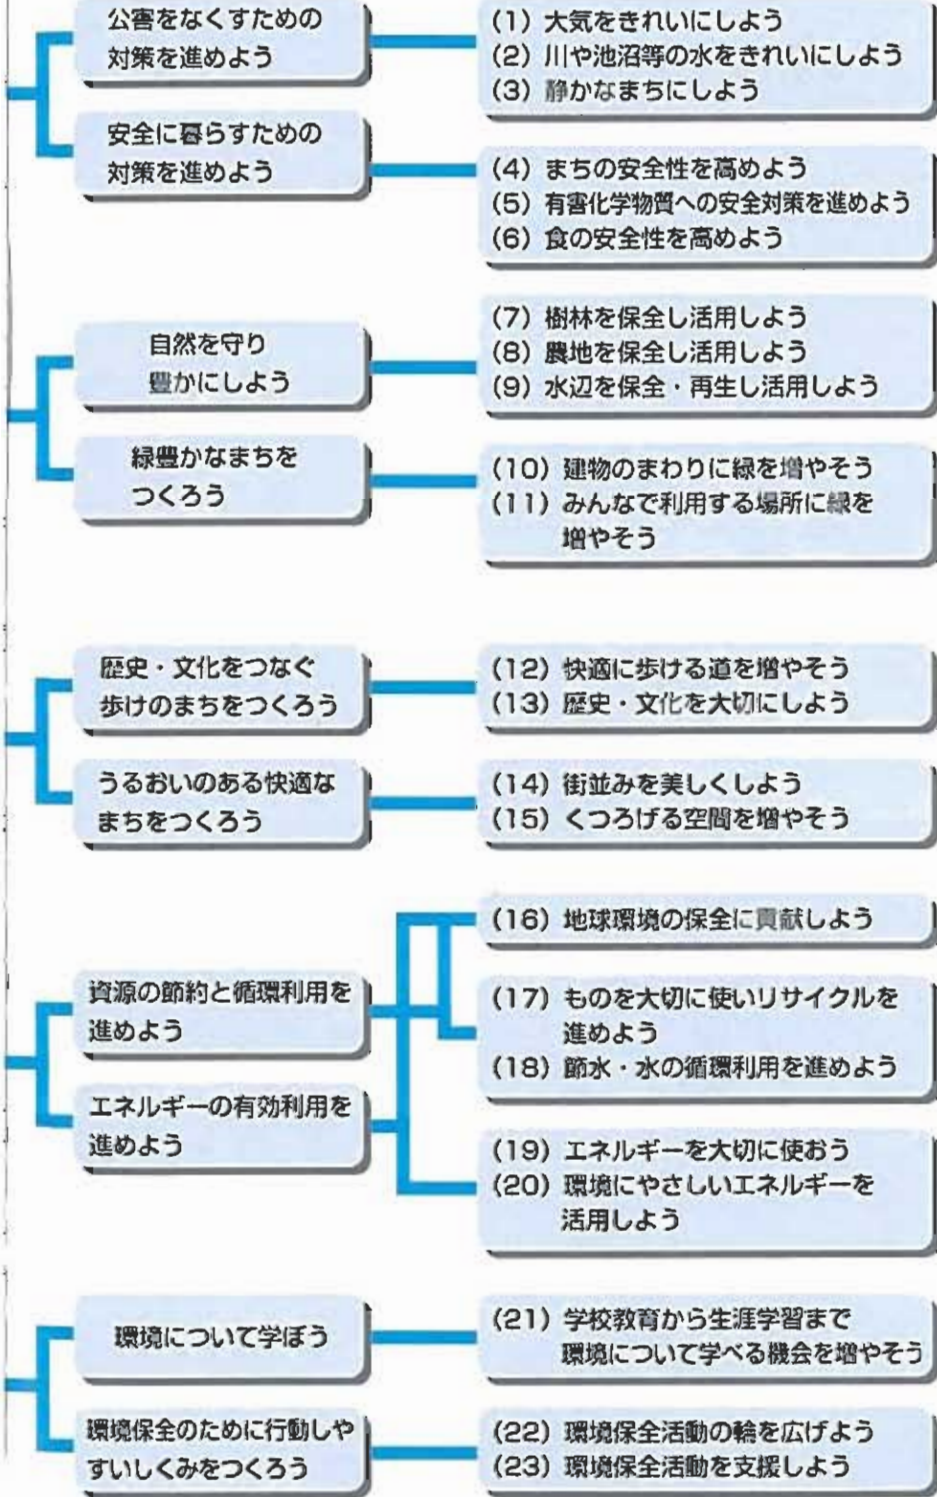 公害をなくすための
対策を進めよう
(1) 大気をきれいにしよう
(2) 川や池沼等の水をきれいにしよう
(3) 静かなまちにしよう
安全に暮らすための
対策を進めよう
(4) まちの安全性を高めよう
(5) 有害化学物質への安全対策を進めよう
(6) 食の安全性を高めよう
自然を守り
豊かにしよう
(7) 樹林を保全し活用しよう
(8) 農地を保全し活用しよう
(9) 水辺を保全・再生し活用しよう
緑豊かなまちを
つくろう
(10) 建物のまわりに緑を増やそう
(11) みんなで利用する場所に緑を
増やそう
歴史・文化をつなぐ
歩けのまちをつくろう
(12) 快適に歩ける道を増やそう
(13) 歴史・文化を大切にしよう
うるおいのある快適な
まちをつくろう
(14) 街並みを美しくしよう
(15) くつろげる空間を増やそう
資源の節約と循環利用を
進めよう
(16) 地球環境の保全に貢献しよう
(17) ものを大切に使いリサイクルを
進めよう
(18) 節水・水の循環利用を進めよう
エネルギーの有効利用を
進めよう
(19) エネルギーを大切に使おう
(20) 環境にやさしいエネルギーを
活用しよう
環境について学ぼう
(21) 学校教育から生涯学習まで
環境について学べる機会を増やそう
環境保全のために行動しや
すいしくみをつくろう
(22) 環境保全活動の輪を広げよう
(23) 環境保全活動を支援しよう